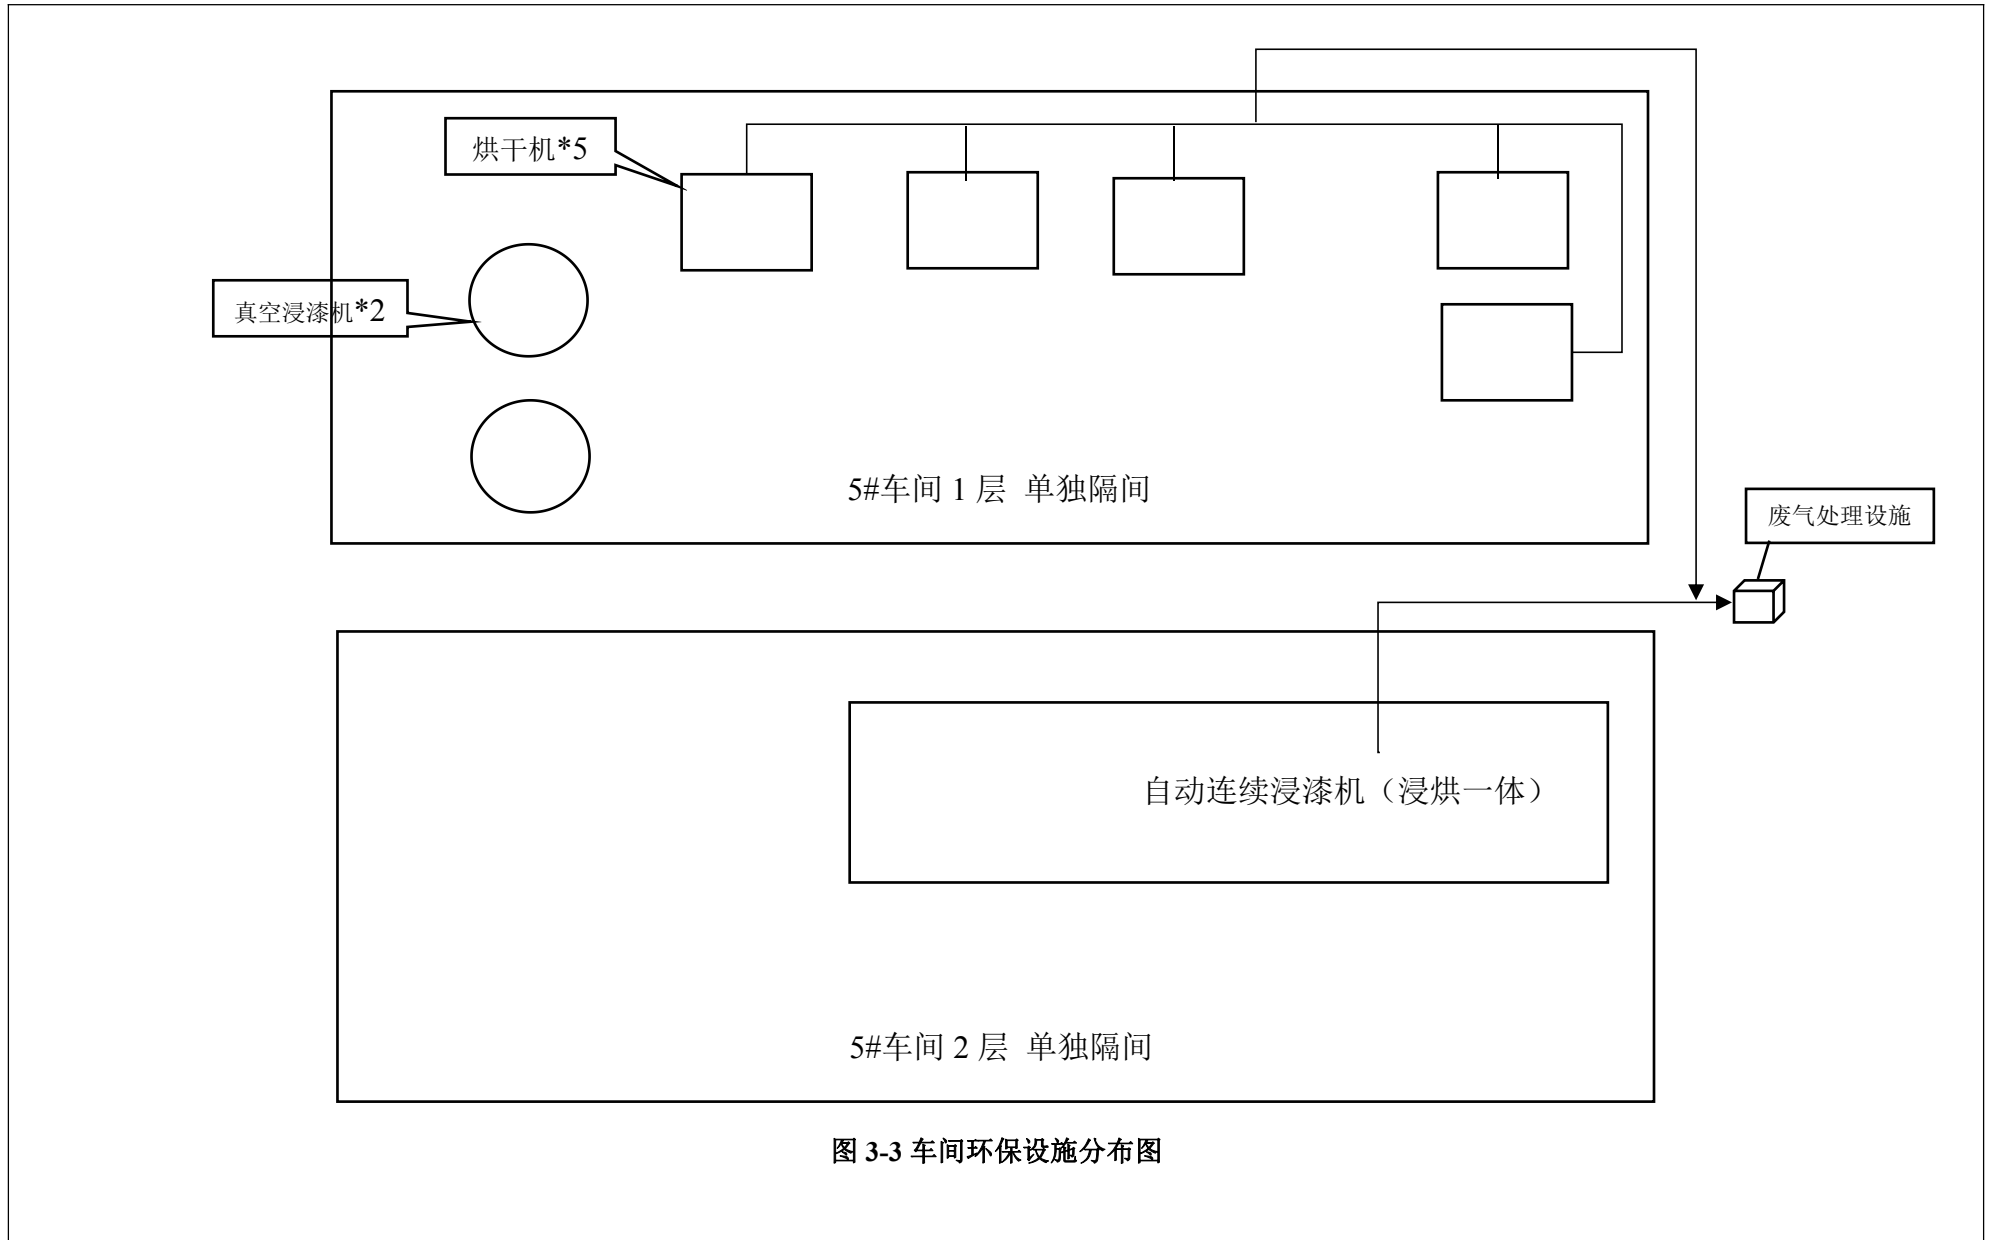 烘干机*5
真空浸漆机*2
5#车间 1 层 单独隔间
废气处理设施
自动连续浸漆机（浸烘一体）
5#车间 2 层 单独隔间
图 3-3 车间环保设施分布图